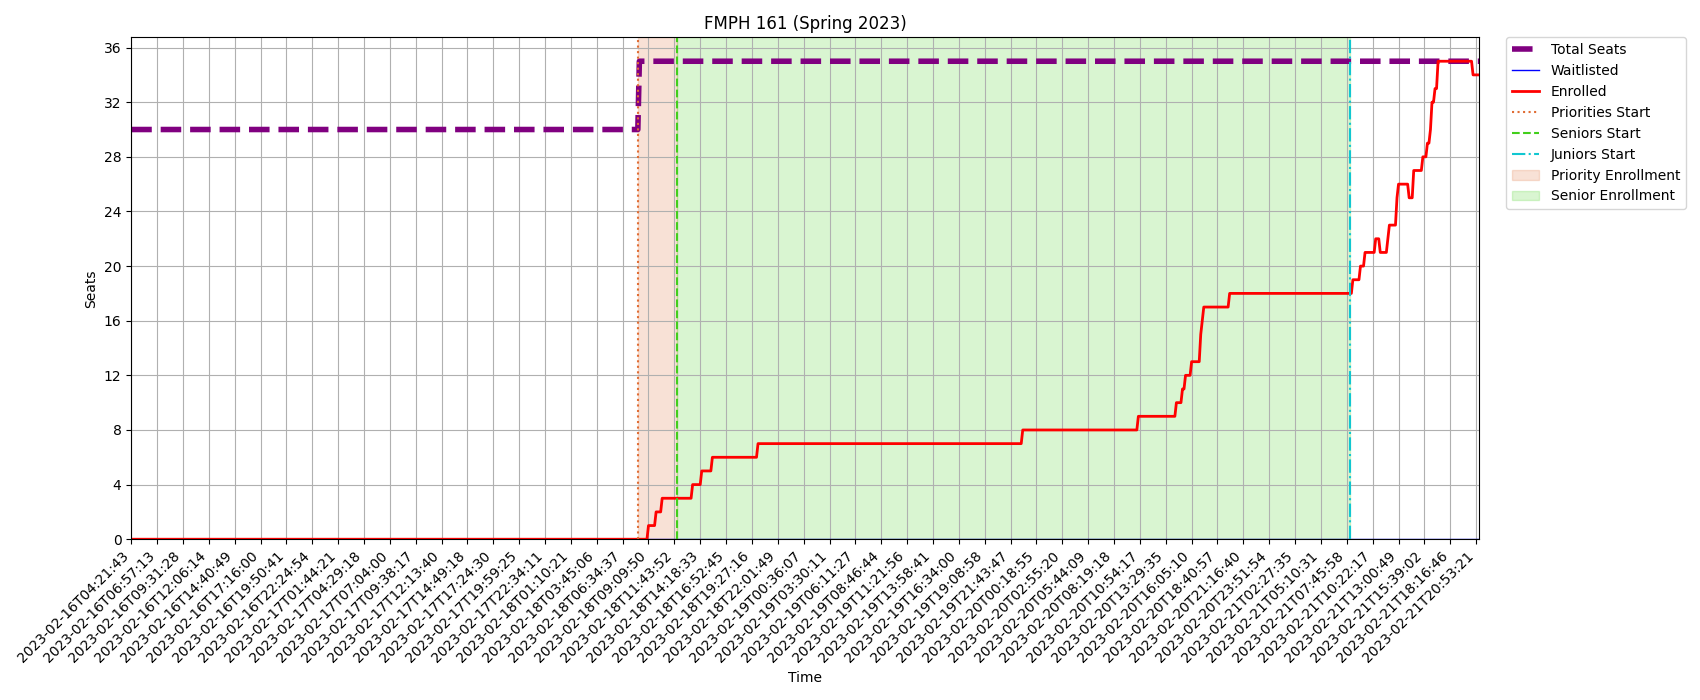 FMPH 161 (Spring 2023)
36
32
28
24
20
16
12
8
4
0
Seats
Total Seats
Waitlisted
Enrolled
Priorities Start
Seniors Start
Juniors Start
Priority Enrollment
Senior Enrollment
2023-02-16T04:21:43
2023-02-16T06:57:13
2023-02-16T09:31:28
2023-02-16T12:06:14
2023-02-16T14:40:49
2023-02-16T17:16:00
2023-02-16T19:50:41
2023-02-16T22:24:54
2023-02-17T01:44:21
2023-02-17T04:29:18
2023-02-17T07:04:00
2023-02-17T09:38:17
2023-02-17T12:13:40
2023-02-17T14:49:18
2023-02-17T17:24:30
2023-02-17T19:59:25
2023-02-17T22:34:11
2023-02-18T01:10:21
2023-02-18T03:45:06
2023-02-18T06:34:37
2023-02-18T09:09:50
2023-02-18T11:43:52
2023-02-18T14:18:33
2023-02-18T16:52:45
2023-02-18T19:27:16
2023-02-18T22:01:49
2023-02-19T00:36:07
2023-02-19T03:30:11
2023-02-19T06:11:27
2023-02-19T08:46:44
2023-02-19T11:21:56
2023-02-19T13:58:41
2023-02-19T16:34:00
2023-02-19T19:08:58
2023-02-19T21:43:47
2023-02-20T00:18:55
2023-02-20T02:55:20
2023-02-20T05:44:09
2023-02-20T08:19:18
2023-02-20T10:54:17
2023-02-20T13:29:35
2023-02-20T16:05:10
2023-02-20T18:40:57
2023-02-20T21:16:40
2023-02-20T23:51:54
2023-02-21T02:27:35
2023-02-21T05:10:31
2023-02-21T07:45:58
2023-02-21T10:22:17
2023-02-21T13:00:49
2023-02-21T15:39:02
2023-02-21T18:16:46
2023-02-21T20:53:21
Time